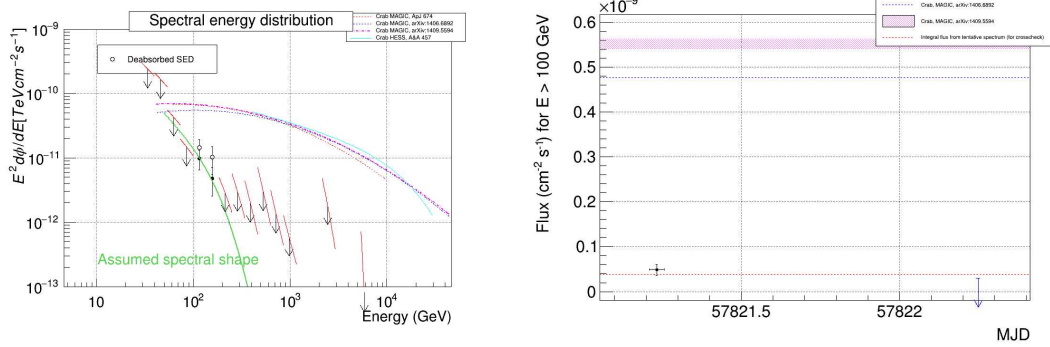 Spectral energy distribution
Crab MAGIC, ApJ 674
Crab MAGIC, arXiv:1406.6892
Crab MAGIC, arXiv:1409.5594
Crab HESS, A&A 457
Deabsorbed SED
E² dφ/dE[TeVcm⁻²s⁻¹]
10⁻⁹
10⁻¹⁰
10⁻¹¹
10⁻¹²
10⁻¹³
Assumed spectral shape
10 10² 10³ 10⁴
Energy (GeV)
×10⁻⁹
Crab, MAGIC, arXiv:1406.6892
Crab, MAGIC, arXiv:1409.5594
Integral flux from tentative spectrum (for crosscheck)
Flux (cm⁻² s⁻¹) for E > 100 GeV
0.6
0.5
0.4
0.3
0.2
0.1
0
57821.5 57822
MJD